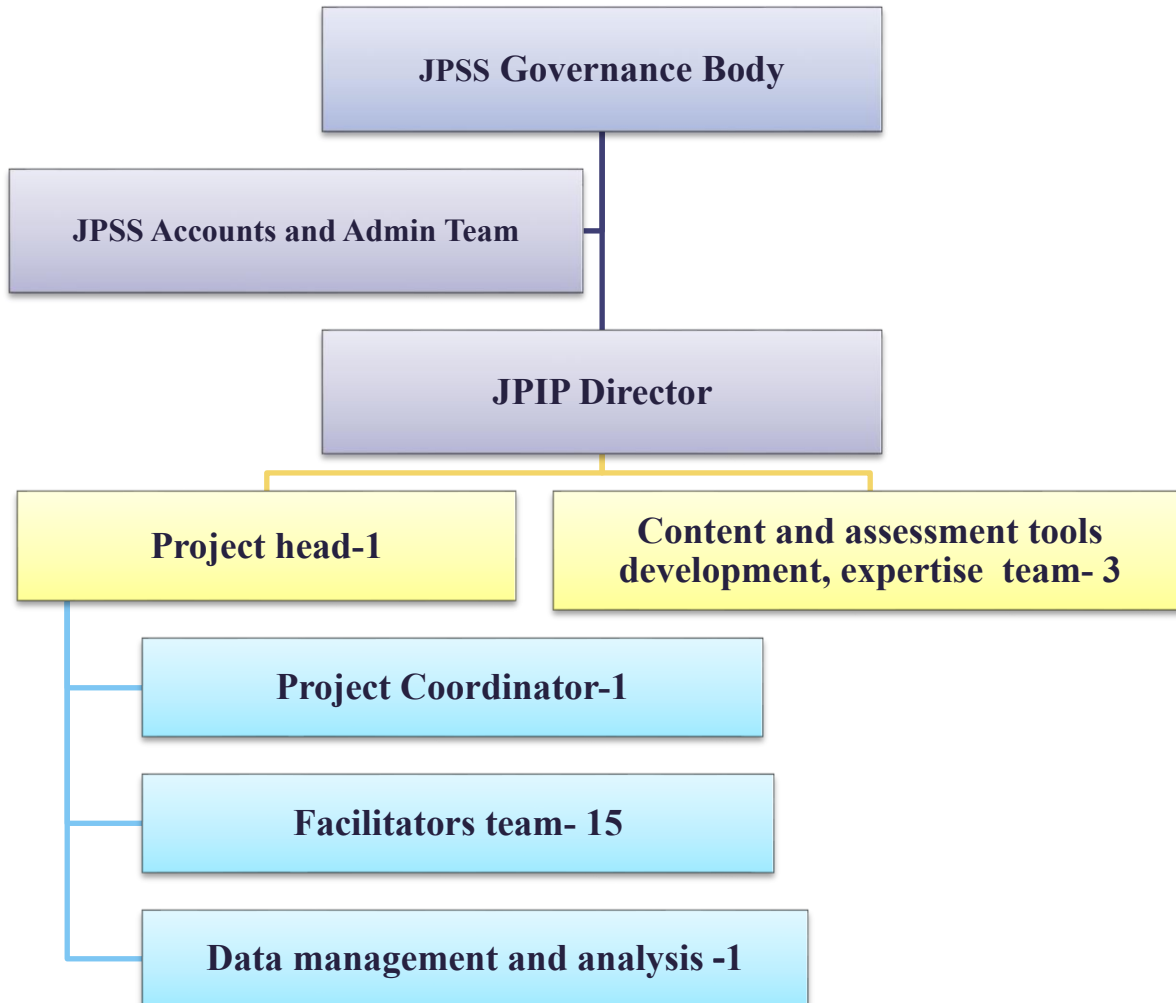 JPSS Governance Body
JPSS Accounts and Admin Team
JPIP Director
Project head-1
Content and assessment tools
development, expertise  team- 3
Project Coordinator-1
Facilitators team- 15
Data management and analysis -1